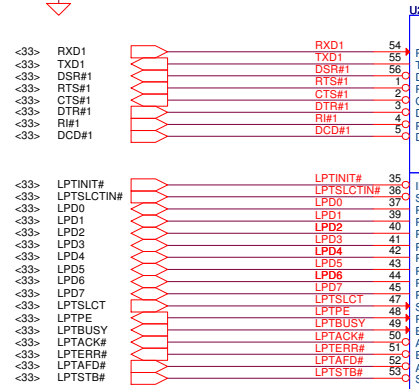 U2
<33> RXD1 RXD1 54
<33> TXD1 TXD1 55
<33> DSR#1 DSR#1 56
<33> RTS#1 RTS#1 1
<33> CTS#1 CTS#1 2
<33> DTR#1 DTR#1 3
<33> RI#1 RI#1 4
<33> DCD#1 DCD#1 5
<33> LPTINIT# LPTINIT# 35
<33> LPTSLCTIN# LPTSLCTIN# 36
<33> LPD0 LPD0 37
<33> LPD1 LPD1 39
<33> LPD2 LPD2 40
<33> LPD3 LPD3 41
<33> LPD4 LPD4 42
<33> LPD5 LPD5 43
<33> LPD6 LPD6 44
<33> LPD7 LPD7 45
<33> LPTSLCT LPTSLCT 47
<33> LPTPE LPTPE 48
<33> LPTBUSY LPTBUSY 49
<33> LPTACK# LPTACK# 50
<33> LPTERR# LPTERR# 51
<33> LPTAFD# LPTAFD# 52
<33> LPTSTB# LPTSTB# 53